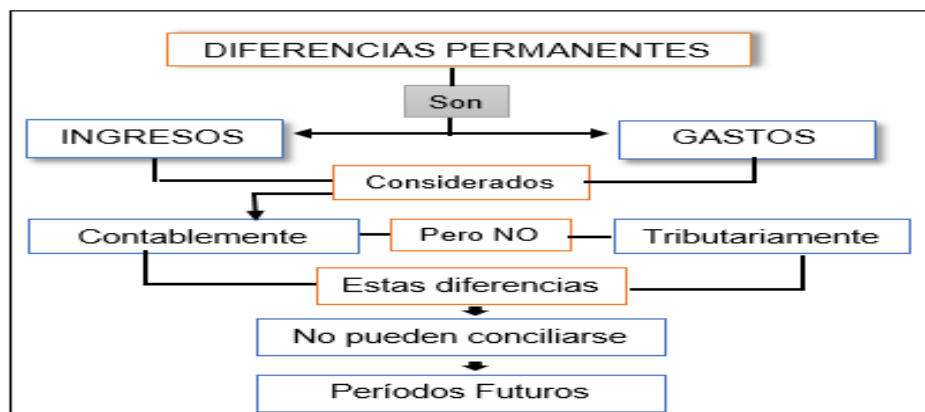 DIFERENCIAS PERMANENTES
Son
INGRESOS
GASTOS
Considerados
Contablemente
Pero NO
Tributariamente
Estas diferencias
No pueden conciliarse
Períodos Futuros